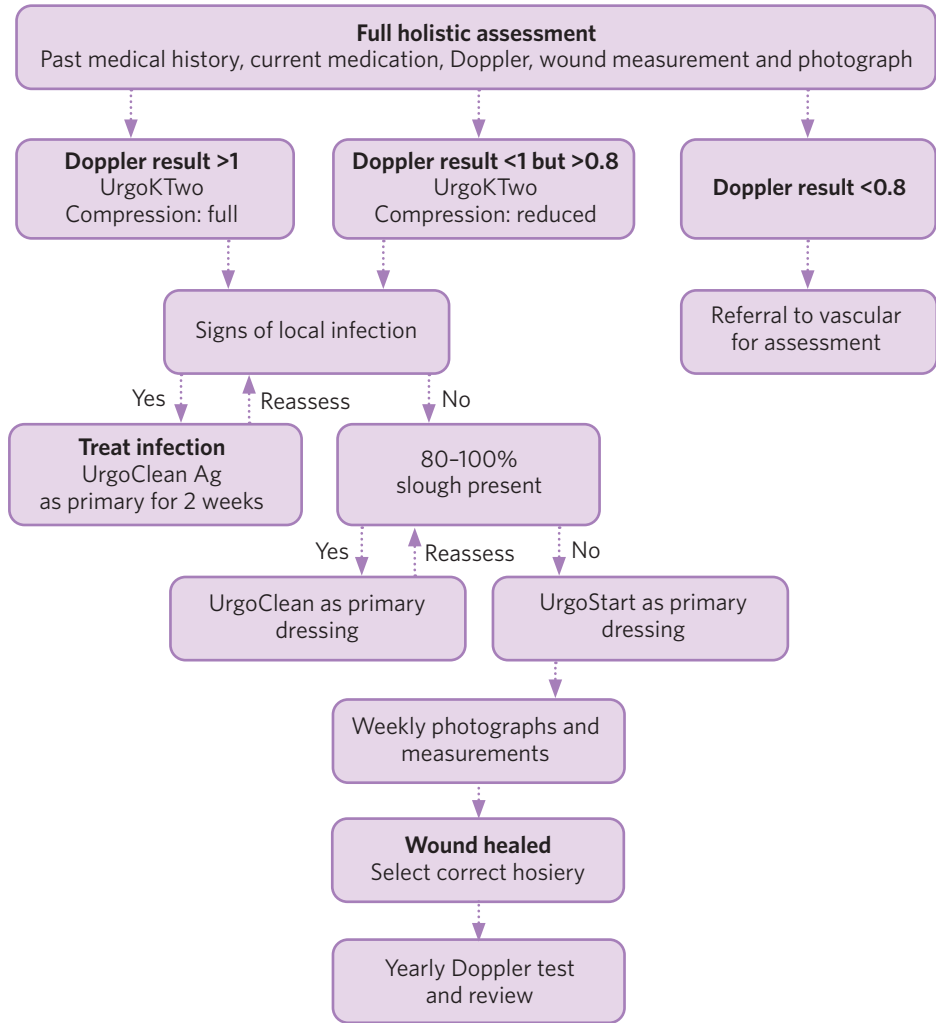 Full holistic assessment
Past medical history, current medication, Doppler, wound measurement and photograph
Doppler result >1
UrgoKTwo
Compression: full
Doppler result <1 but >0.8
UrgoKTwo
Compression: reduced
Doppler result <0.8
Signs of local infection
Referral to vascular
for assessment
Yes
Reassess
No
Treat infection
UrgoClean Ag
as primary for 2 weeks
80–100%
slough present
Yes
Reassess
No
UrgoClean as primary
dressing
UrgoStart as primary
dressing
Weekly photographs and
measurements
Wound healed
Select correct hosiery
Yearly Doppler test
and review